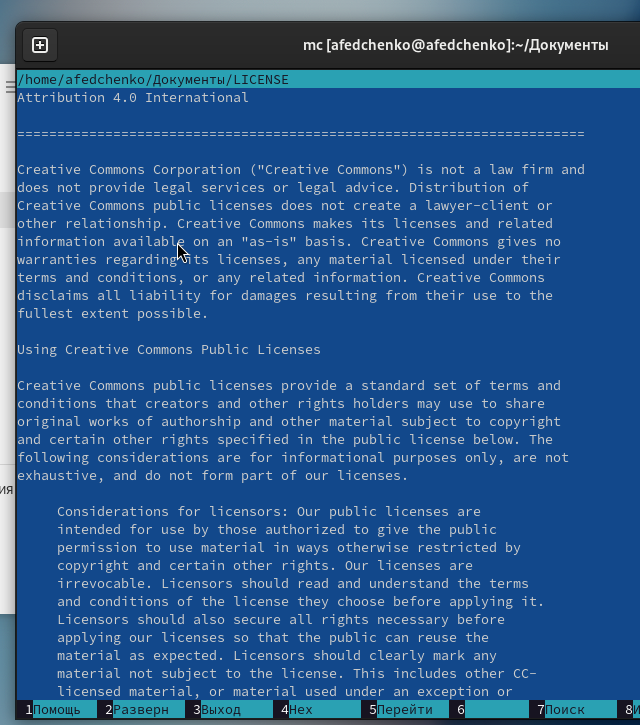 mc [afedchenko@afedchenko]:~/Документы
/home/afedchenko/Документы/LICENSE
Attribution 4.0 International
=======================================================================
Creative Commons Corporation ("Creative Commons") is not a law firm and
does not provide legal services or legal advice. Distribution of
Creative Commons public licenses does not create a lawyer-client or
other relationship. Creative Commons makes its licenses and related
information available on an "as-is" basis. Creative Commons gives no
warranties regarding its licenses, any material licensed under their
terms and conditions, or any related information. Creative Commons
disclaims all liability for damages resulting from their use to the
fullest extent possible.
Using Creative Commons Public Licenses
Creative Commons public licenses provide a standard set of terms and
conditions that creators and other rights holders may use to share
original works of authorship and other material subject to copyright
and certain other rights specified in the public license below. The
following considerations are for informational purposes only, are not
exhaustive, and do not form part of our licenses.
ия
Considerations for licensors: Our public licenses are
intended for use by those authorized to give the public
permission to use material in ways otherwise restricted by
copyright and certain other rights. Our licenses are
irrevocable. Licensors should read and understand the terms
and conditions of the license they choose before applying it.
Licensors should also secure all rights necessary before
applying our licenses so that the public can reuse the
material as expected. Licensors should clearly mark any
material not subject to the license. This includes other CC-
licensed material, or material used under an exception or
1Помощь 2Разверн 3Выход 4Hex 5Перейти 6 7Поиск 8